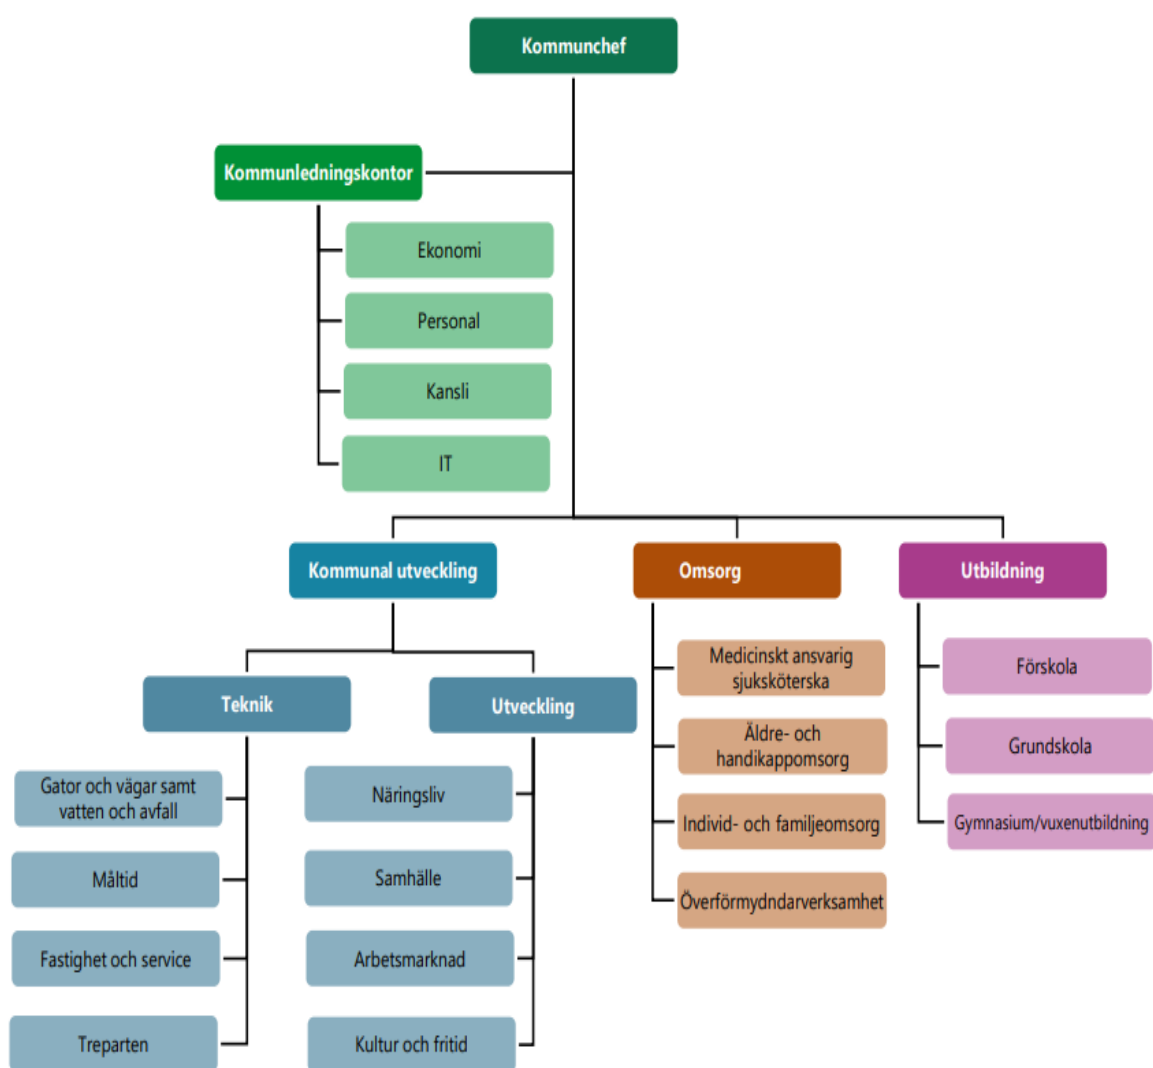 Kommunchef
Kommunledningskontor
Ekonomi
Personal
Kansli
IT
Kommunal utveckling
Omsorg
Utbildning
Teknik
Utveckling
Gator och vägar samt
vatten och avfall
Måltid
Fastighet och service
Treparten
Näringsliv
Samhälle
Arbetsmarknad
Kultur och fritid
Medicinskt ansvarig
sjuksköterska
Äldre- och
handikappomsorg
Individ- och familjeomsorg
Överförmydndarverksamhet
Förskola
Grundskola
Gymnasium/vuxenutbildning